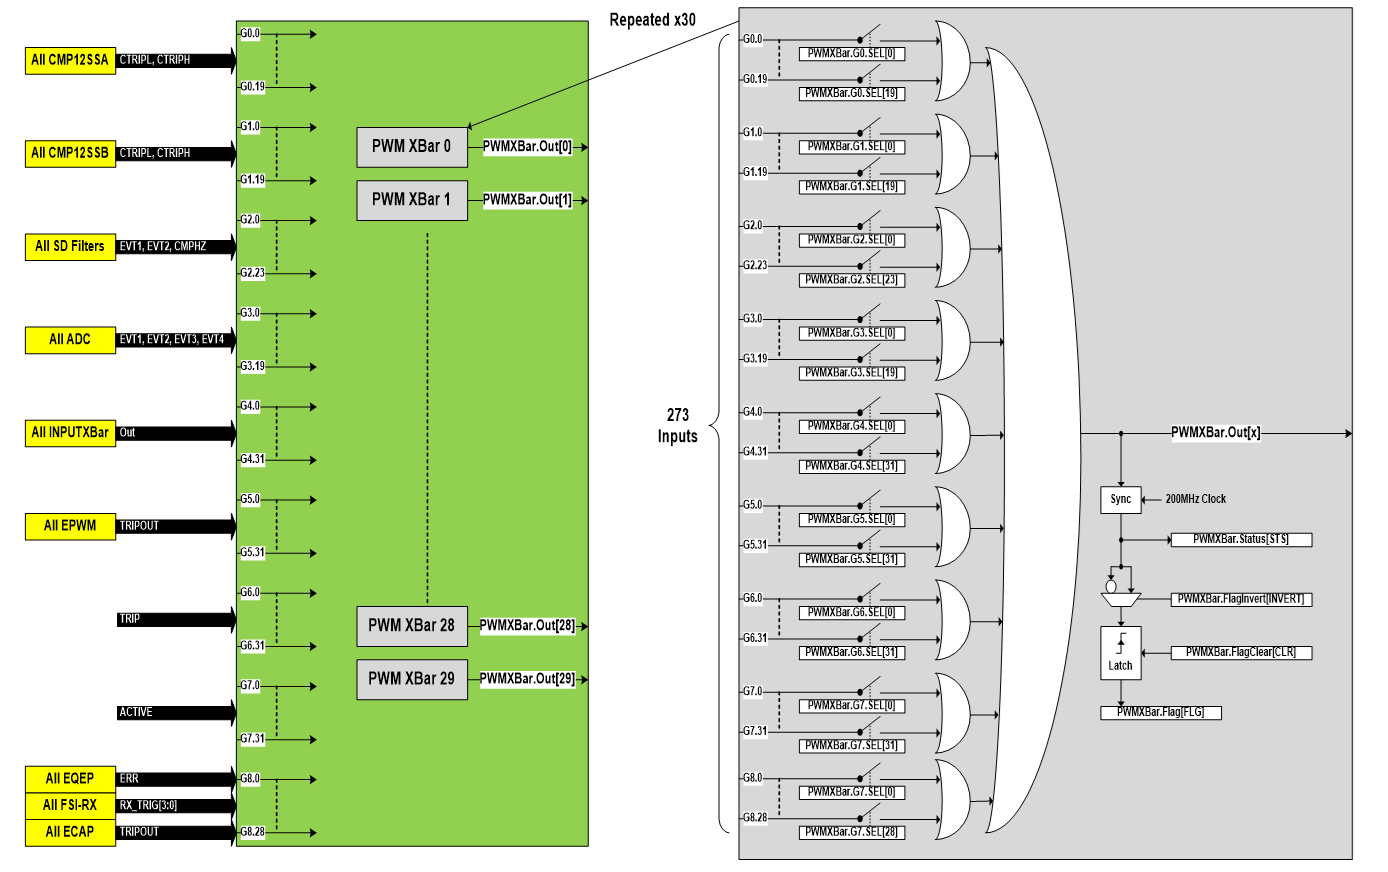 Repeated x30
All CMP12SSA
CTRIPL, CTRIPH
All CMP12SSB
CTRIPL, CTRIPH
All SD Filters
EVT1, EVT2, CMPHZ
All ADC
EVT1, EVT2, EVT3, EVT4
All INPUTXBar
Out
All EPWM
TRIPOUT
TRIP
ACTIVE
All EQEP
ERR
All FSI-RX
RX_TRIG[3:0]
All ECAP
TRIPOUT
G0.0
G0.19
G1.0
G1.19
G2.0
G2.23
G3.0
G3.19
G4.0
G4.31
G5.0
G5.31
G6.0
G6.31
G7.0
G7.31
G8.0
G8.28
PWM XBar 0
PWMXBar.Out[0]
PWM XBar 1
PWMXBar.Out[1]
PWM XBar 28
PWMXBar.Out[28]
PWM XBar 29
PWMXBar.Out[29]
273
Inputs
G0.0
PWMXBar.G0.SEL[0]
G0.19
PWMXBar.G0.SEL[19]
G1.0
PWMXBar.G1.SEL[0]
G1.19
PWMXBar.G1.SEL[19]
G2.0
PWMXBar.G2.SEL[0]
G2.23
PWMXBar.G2.SEL[23]
G3.0
PWMXBar.G3.SEL[0]
G3.19
PWMXBar.G3.SEL[19]
G4.0
PWMXBar.G4.SEL[0]
G4.31
PWMXBar.G4.SEL[31]
G5.0
PWMXBar.G5.SEL[0]
G5.31
PWMXBar.G5.SEL[31]
G6.0
PWMXBar.G6.SEL[0]
G6.31
PWMXBar.G6.SEL[31]
G7.0
PWMXBar.G7.SEL[0]
G7.31
PWMXBar.G7.SEL[31]
G8.0
PWMXBar.G7.SEL[0]
G8.28
PWMXBar.G7.SEL[28]
PWMXBar.Out[x]
Sync
200MHz Clock
PWMXBar.Status[STS]
PWMXBar.FlagInvert[INVERT]
Latch
PWMXBar.FlagClear[CLR]
PWMXBar.Flag[FLG]